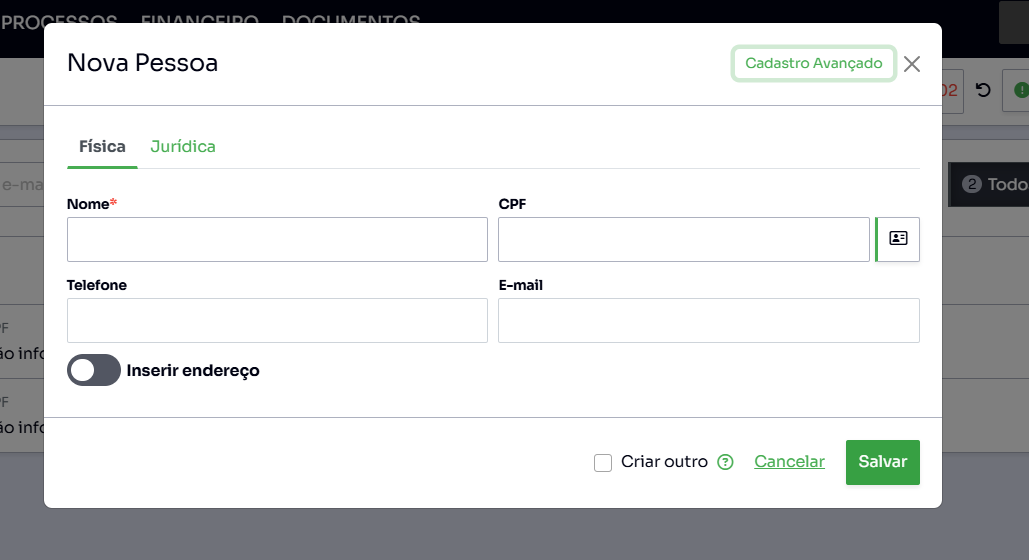 PROCESSOS FINANCEIRO DOCUMENTOS
Nova Pessoa
Cadastro Avançado
02
Física
Jurídica
e-ma
2 Todo
Nome*
CPF
Telefone
E-mail
PF
ão info
Inserir endereço
PF
ão info
Criar outro
Cancelar
Salvar